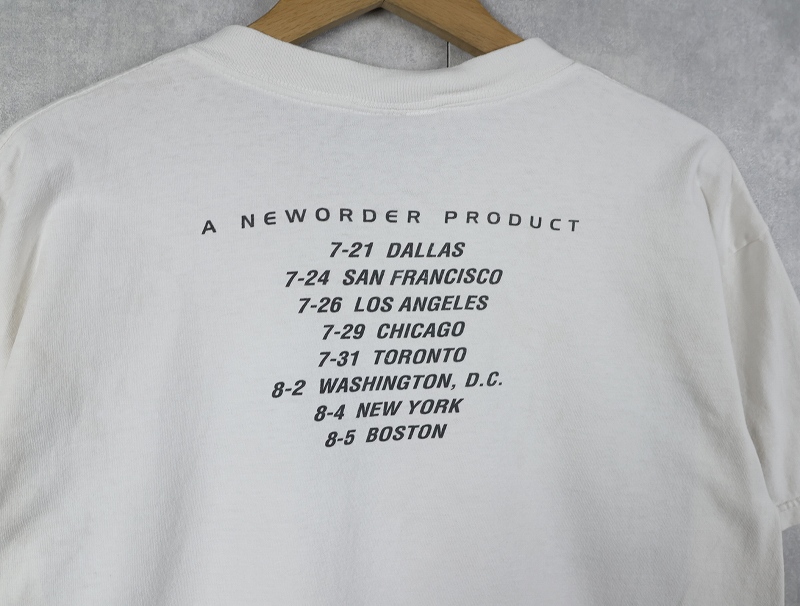 A NEWORDER PRODUCT
7-21 DALLAS
7-24 SAN FRANCISCO
7-26 LOS ANGELES
7-29 CHICAGO
7-31 TORONTO
8-2 WASHINGTON, D.C.
8-4 NEW YORK
8-5 BOSTON